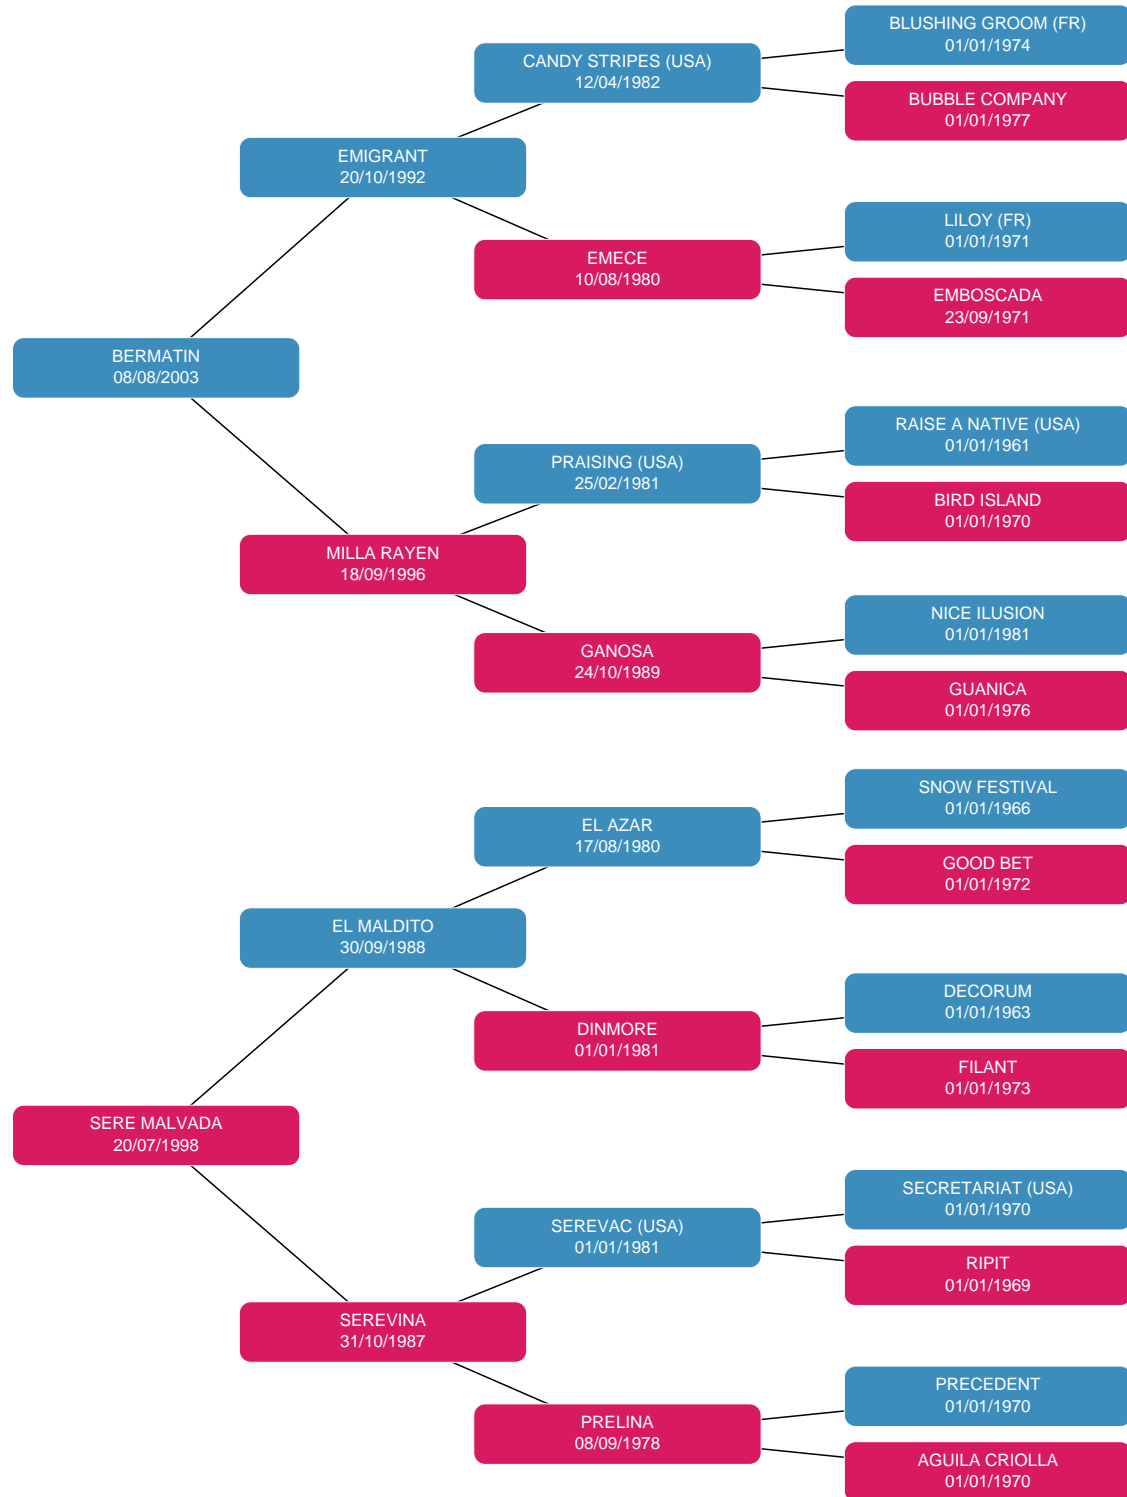 BLUSHING GROOM (FR)
01/01/1974
CANDY STRIPES (USA)
12/04/1982
BUBBLE COMPANY
01/01/1977
EMIGRANT
20/10/1992
LILOY (FR)
01/01/1971
EMECE
10/08/1980
EMBOSCADA
23/09/1971
BERMATIN
08/08/2003
RAISE A NATIVE (USA)
01/01/1961
PRAISING (USA)
25/02/1981
BIRD ISLAND
01/01/1970
MILLA RAYEN
18/09/1996
NICE ILUSION
01/01/1981
GANOSA
24/10/1989
GUANICA
01/01/1976
SNOW FESTIVAL
01/01/1966
EL AZAR
17/08/1980
GOOD BET
01/01/1972
EL MALDITO
30/09/1988
DECORUM
01/01/1963
DINMORE
01/01/1981
FILANT
01/01/1973
SERE MALVADA
20/07/1998
SECRETARIAT (USA)
01/01/1970
SEREVAC (USA)
01/01/1981
RIPIT
01/01/1969
SEREVINA
31/10/1987
PRECEDENT
01/01/1970
PRELINA
08/09/1978
AGUILA CRIOLLA
01/01/1970